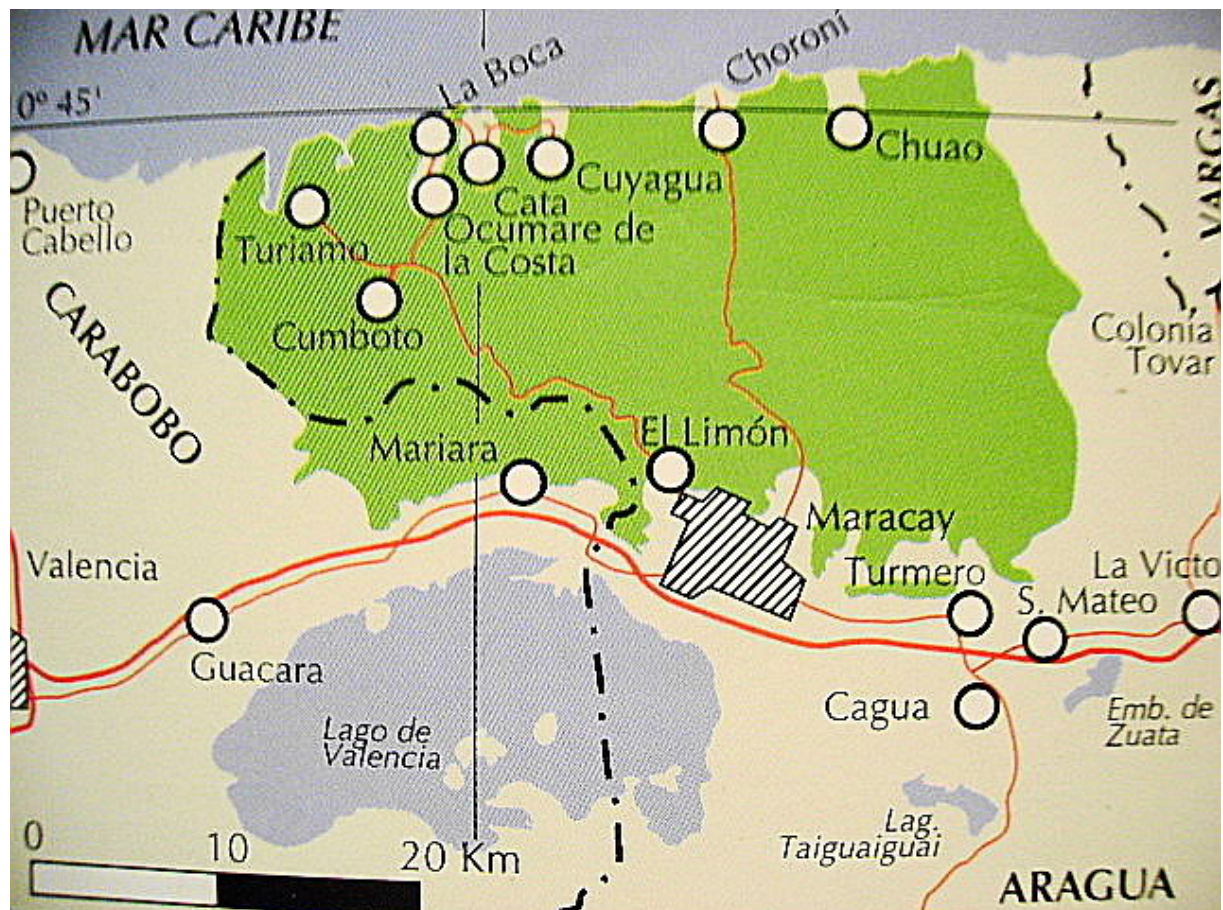 MAR CARIBE
La Boca
Choroní
0º 45'
VARGAS
Chuao
Cuyagua
Cata
Puerto
Cabello
Turiamo
Ocumare de
la Costa
CARABOBO
Cumboto
Colonia
Tovar
El Limón
Mariara
Maracay
Valencia
Turmero
La Victo
S. Mateo
Guacara
Cagua
Emb. de
Zuata
Lago de
Valencia
Lag.
Taiguaiguai
0 10 20 Km
ARAGUA